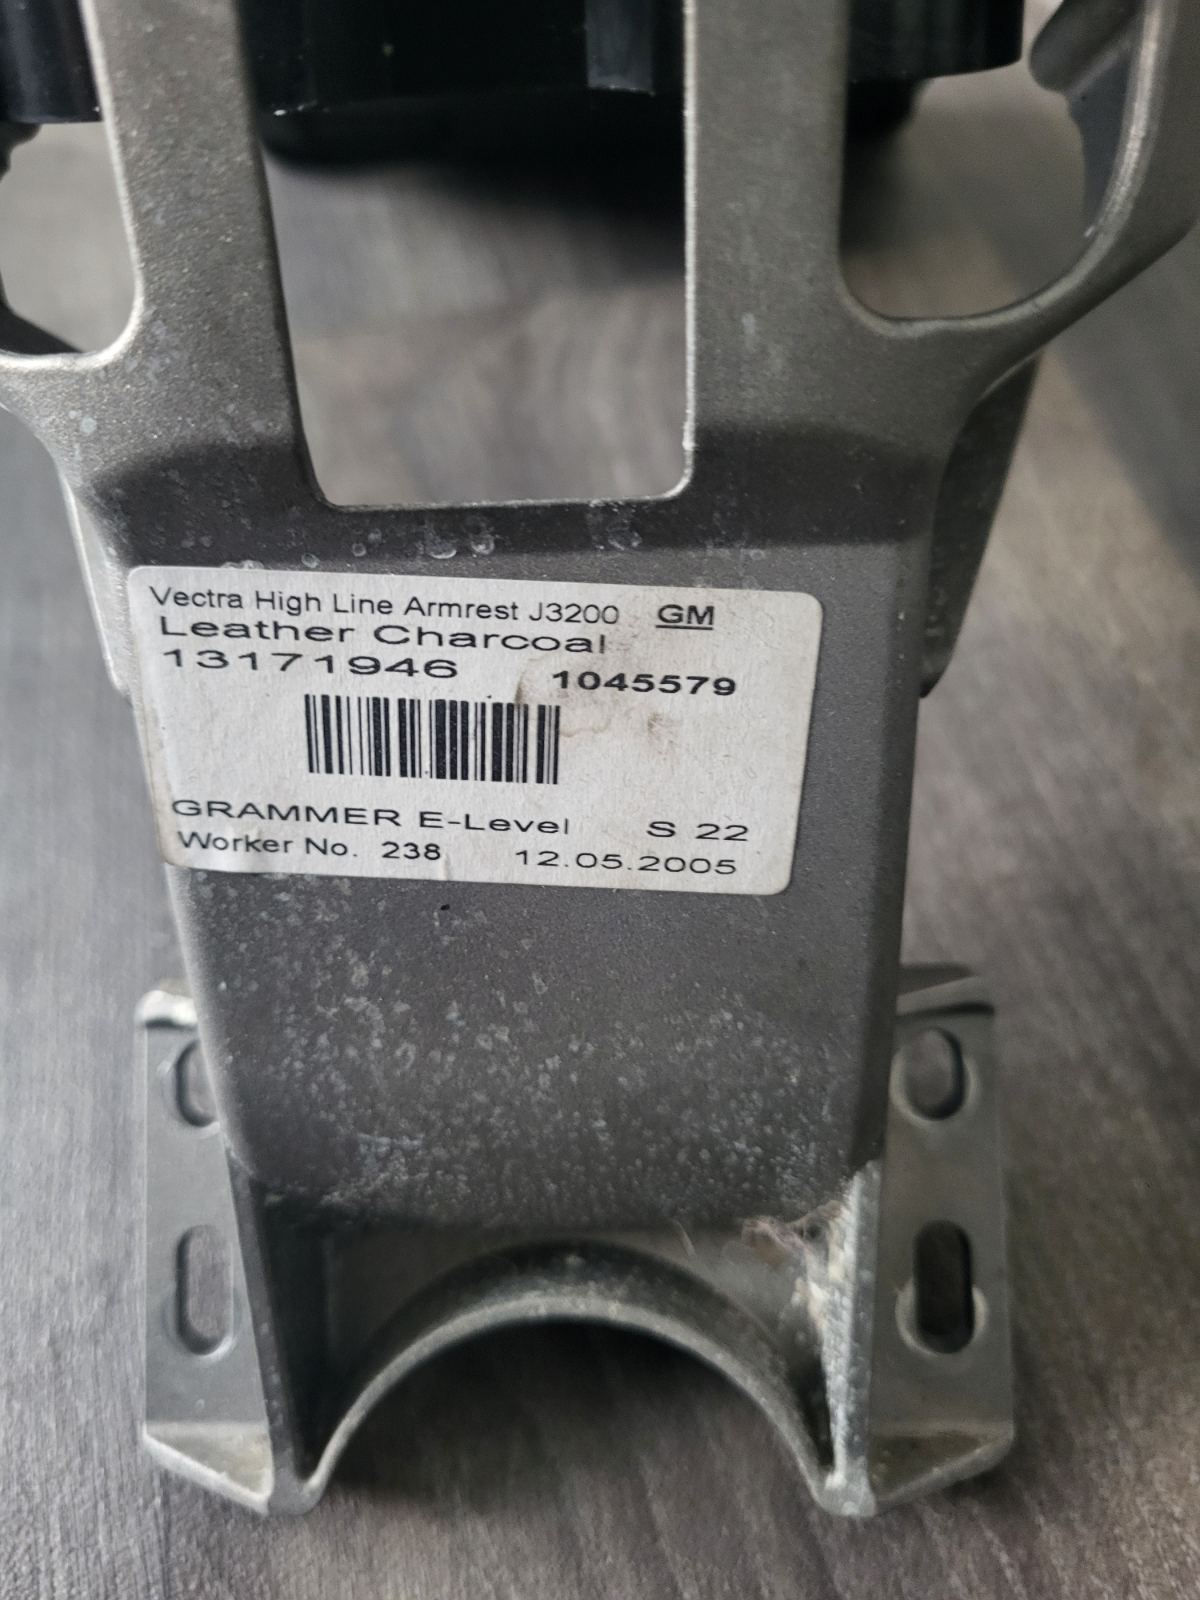 Vectra High Line Armrest J3200 GM
Leather Charcoal
13171946 1045579
GRAMMER E-Level S 22
Worker No. 238 12.05.2005